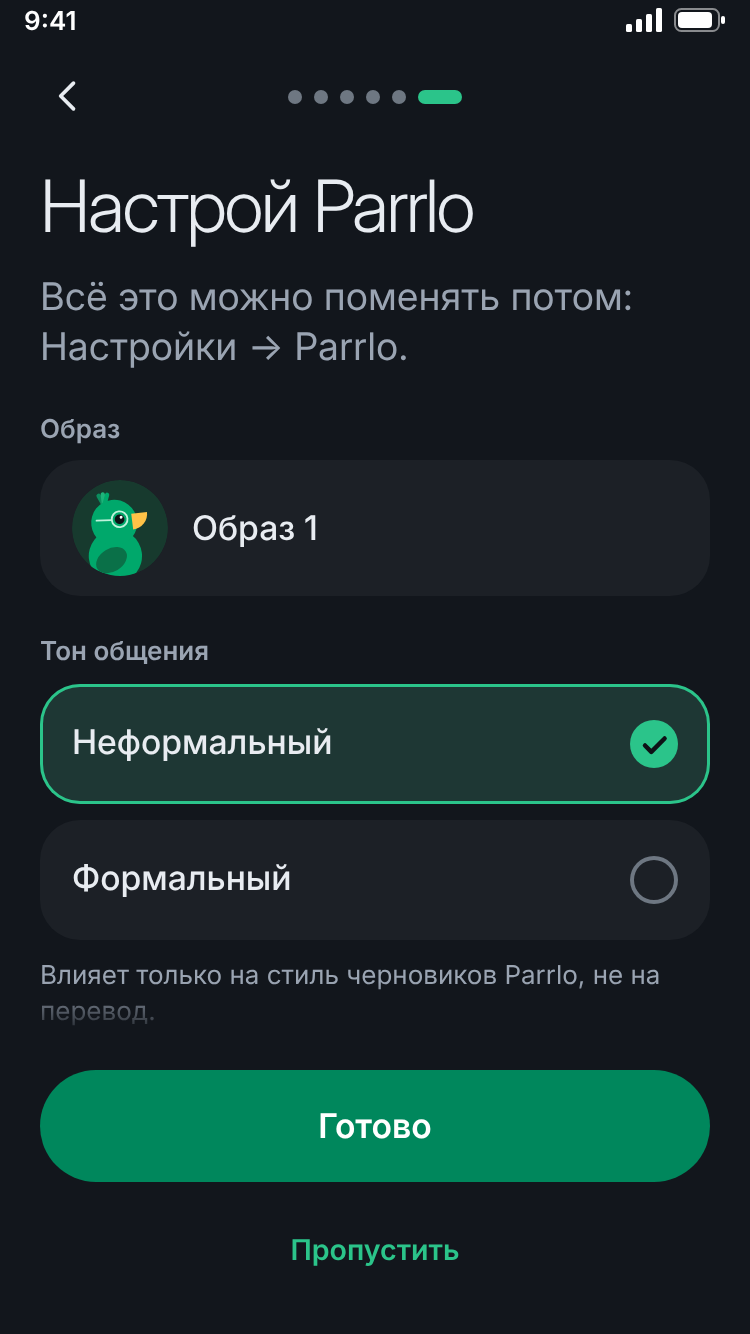 9:41
Настрой Parrlo
Всё это можно поменять потом:
Настройки → Parrlo.
Образ
Образ 1
Тон общения
Неформальный
Формальный
Влияет только на стиль черновиков Parrlo, не на
перевод.
Готово
Пропустить